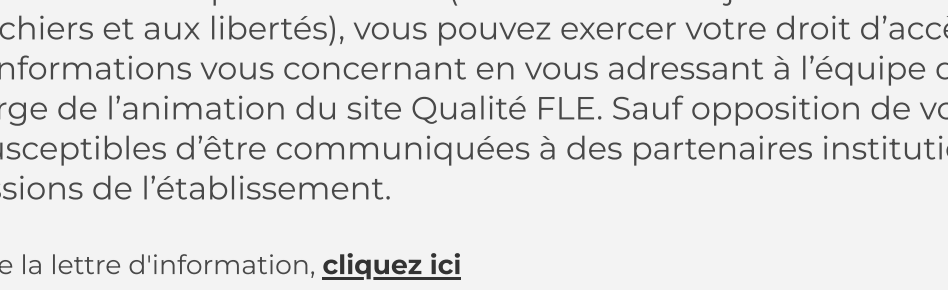 chiers et aux libertés), vous pouvez exercer votre droit d'accé
nformations vous concernant en vous adressant à l'équipe
rge de l'animation du site Qualité FLE. Sauf opposition de vo
usceptibles d'être communiquées à des partenaires instituti
ssions de l'établissement.
e la lettre d'information, cliquez ici